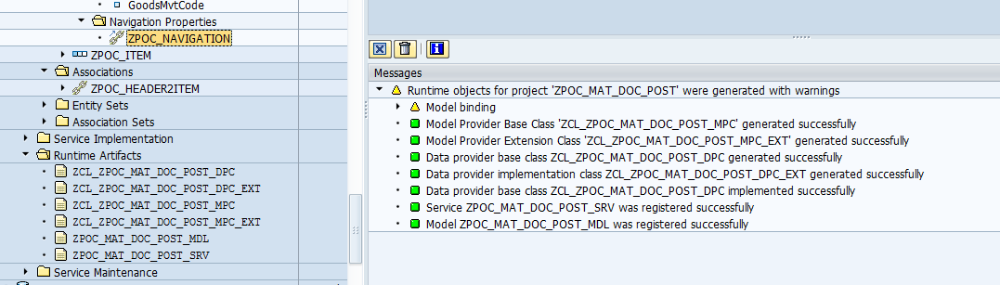 GoodsMvtCode
Navigation Properties
ZPOC_NAVIGATION
ZPOC_ITEM
Associations
ZPOC_HEADER2ITEM
Entity Sets
Association Sets
Service Implementation
Runtime Artifacts
ZCL_ZPOC_MAT_DOC_POST_DPC
ZCL_ZPOC_MAT_DOC_POST_DPC_EXT
ZCL_ZPOC_MAT_DOC_POST_MPC
ZCL_ZPOC_MAT_DOC_POST_MPC_EXT
ZPOC_MAT_DOC_POST_MDL
ZPOC_MAT_DOC_POST_SRV
Service Maintenance
Messages
Runtime objects for project 'ZPOC_MAT_DOC_POST' were generated with warnings
Model binding
Model Provider Base Class 'ZCL_ZPOC_MAT_DOC_POST_MPC' generated successfully
Model Provider Extension Class 'ZCL_ZPOC_MAT_DOC_POST_MPC_EXT' generated successfully
Data provider base class ZCL_ZPOC_MAT_DOC_POST_DPC generated successfully
Data provider implementation class ZCL_ZPOC_MAT_DOC_POST_DPC_EXT generated successfully
Data provider base class ZCL_ZPOC_MAT_DOC_POST_DPC implemented successfully
Service ZPOC_MAT_DOC_POST_SRV was registered successfully
Model ZPOC_MAT_DOC_POST_MDL was registered successfully